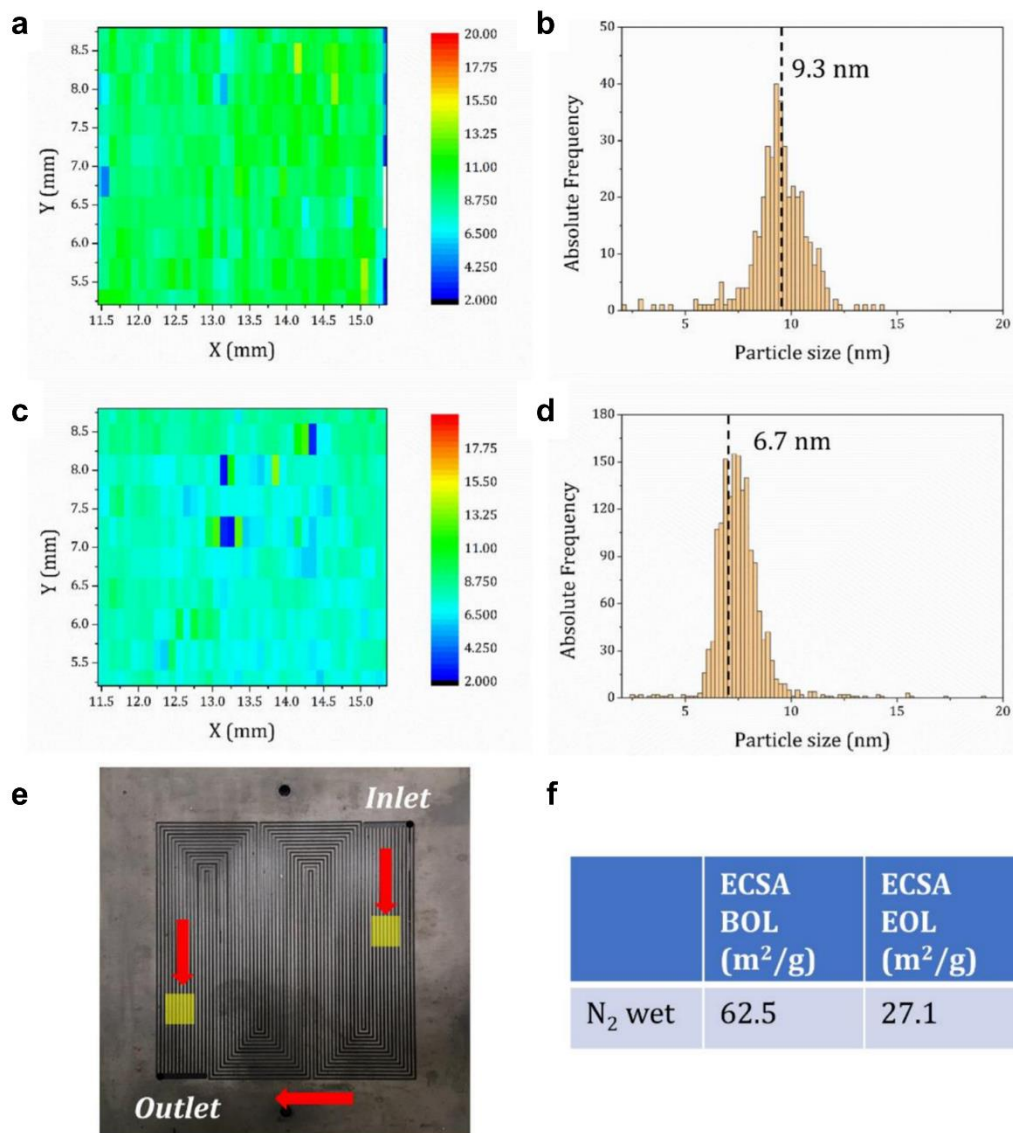 a
20.00
17.75
15.50
13.25
11.00
8.750
6.500
4.250
2.000
8.5
8.0
7.5
7.0
6.5
6.0
5.5
Y (mm)
11.5 12.0 12.5 13.0 13.5 14.0 14.5 15.0
X (mm)
b
50
40
30
20
10
0
Absolute Frequency
9.3 nm
5 10 15 20
Particle size (nm)
c
17.75
15.50
13.25
11.00
8.750
6.500
4.250
2.000
8.5
8.0
7.5
7.0
6.5
6.0
5.5
Y (mm)
11.5 12.0 12.5 13.0 13.5 14.0 14.5 15.0
X (mm)
d
180
150
120
90
60
30
0
Absolute Frequency
6.7 nm
5 10 15 20
Particle size (nm)
e
Inlet
Outlet
f
ECSA BOL (m²/g)
ECSA EOL (m²/g)
N₂ wet 62.5 27.1